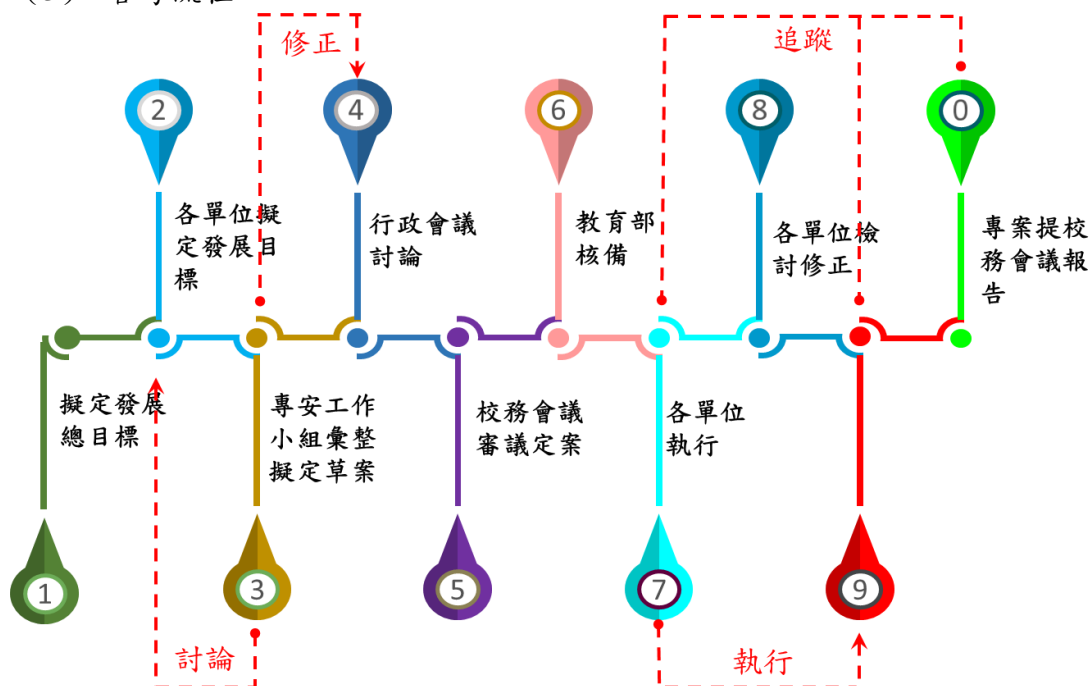 修正
追蹤
2
4
6
8
0
各單位擬
定發展目
標
行政會議
討論
教育部
核備
各單位檢
討修正
專案提校
務會議報
告
擬定發展
總目標
專安工作
小組彙整
擬定草案
校務會議
審議定案
各單位
執行
1
3
5
7
9
討論
執行